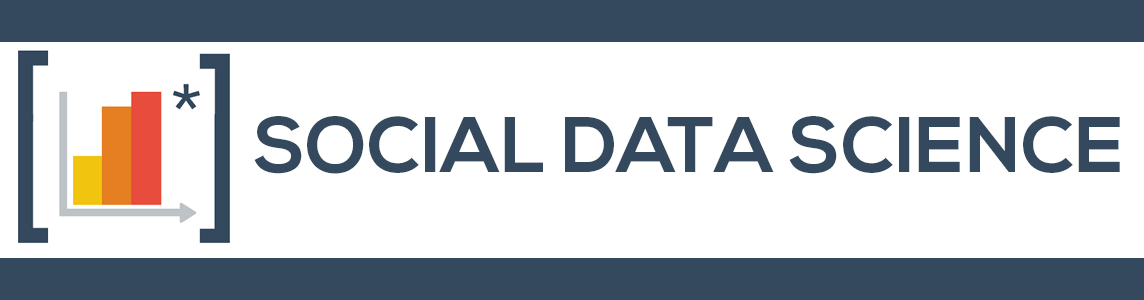 [ * ] SOCIAL DATA SCIENCE